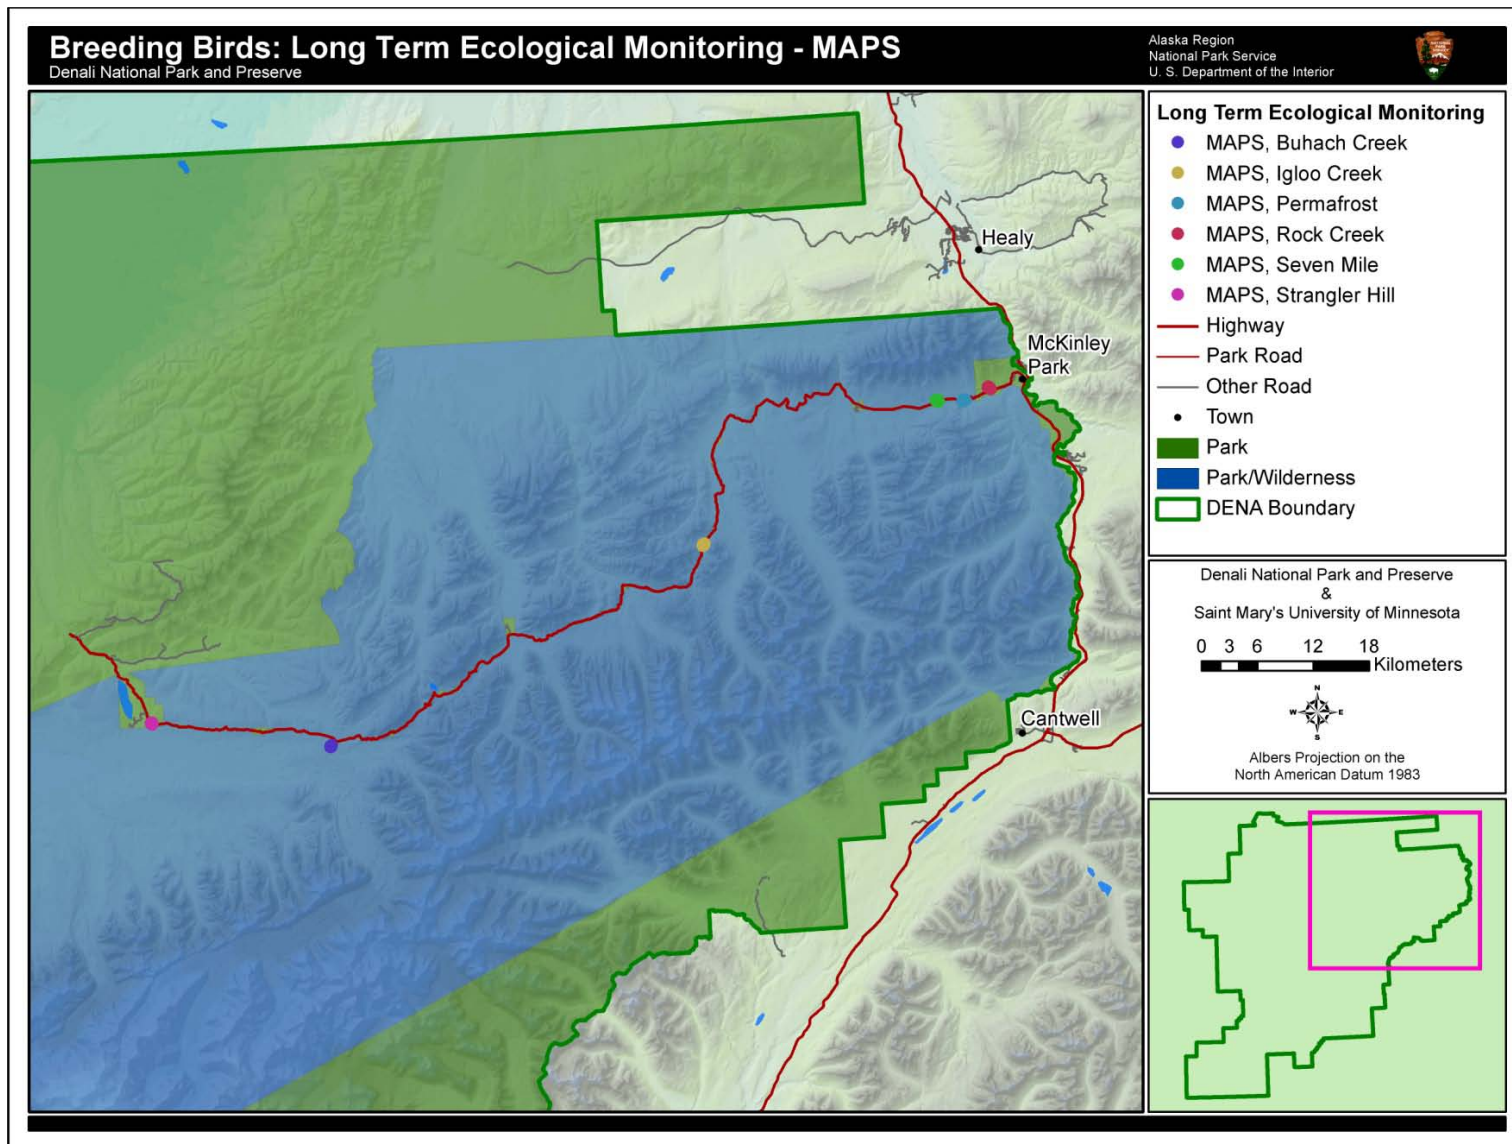 Breeding Birds: Long Term Ecological Monitoring - MAPS
Denali National Park and Preserve
Alaska Region
National Park Service
U. S. Department of the Interior
Healy
McKinley
Park
Cantwell
Long Term Ecological Monitoring
MAPS, Buhach Creek
MAPS, Igloo Creek
MAPS, Permafrost
MAPS, Rock Creek
MAPS, Seven Mile
MAPS, Strangler Hill
Highway
Park Road
Other Road
Town
Park
Park/Wilderness
DENA Boundary
Denali National Park and Preserve
&
Saint Mary's University of Minnesota
0 3 6 12 18
Kilometers
N
W E
S
Albers Projection on the
North American Datum 1983